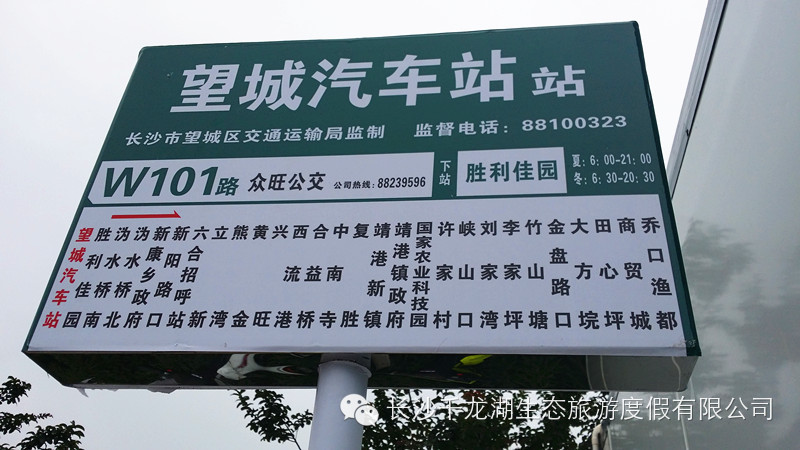 望城汽车站 站
长沙市望城区交通运输局监制 监督电话：88100323
W101路 众旺公交 公司热线：88239596
下站 胜利佳园
夏：6：00-21：00
冬：6：30-20：30
望城汽车站
胜利佳园
沩水桥南
沩水桥北
新康乡政府
新阳路口
六合招呼站
立新
熊湾
黄金
兴旺
西流港
合益桥
中南寺
复胜
靖港新镇
靖港镇政府
国家农业科技园
许家村
峡山口
刘家湾
李家坪
竹山塘
金盘路口
大方垸
田心坪
商贸城
乔口渔都
长沙千龙湖生态旅游度假有限公司